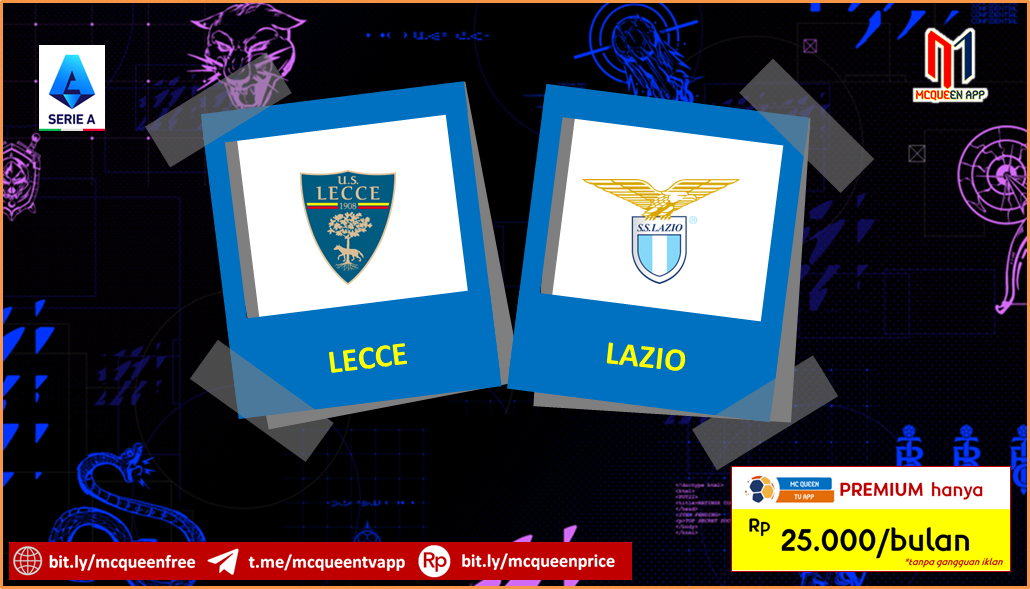 SERIE A
MCQUEEN APP
U.S.
LECCE
1908
S.S.LAZIO
®
LECCE
LAZIO
MC QUEEN
TV APP
PREMIUM hanya
Rp 25.000/bulan
*tanpa gangguan iklan
bit.ly/mcqueenfree
t.me/mcqueentvapp
Rp
bit.ly/mcqueenprice